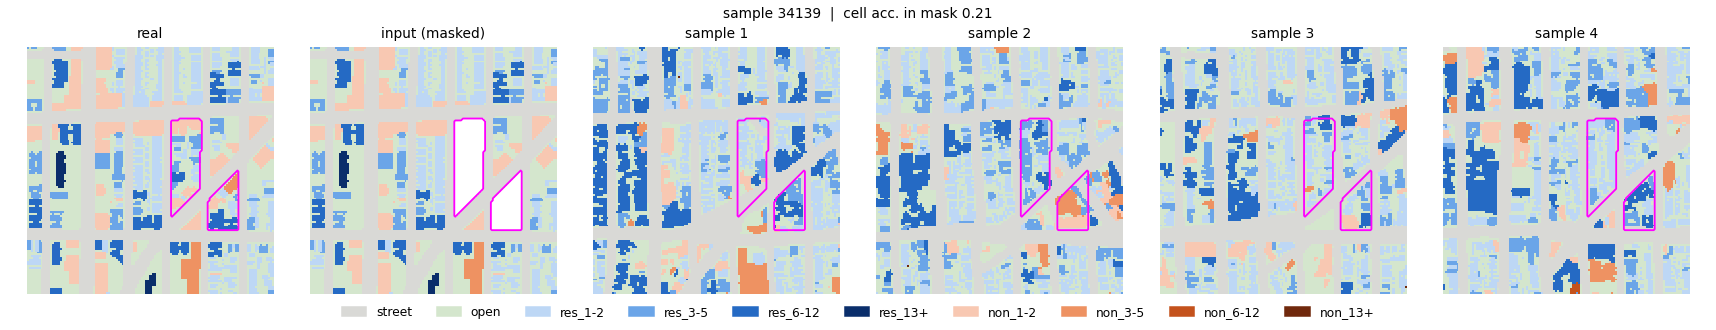 sample 34139 | cell acc. in mask 0.21
real
input (masked)
sample 1
sample 2
sample 3
sample 4
street
open
res_1-2
res_3-5
res_6-12
res_13+
non_1-2
non_3-5
non_6-12
non_13+